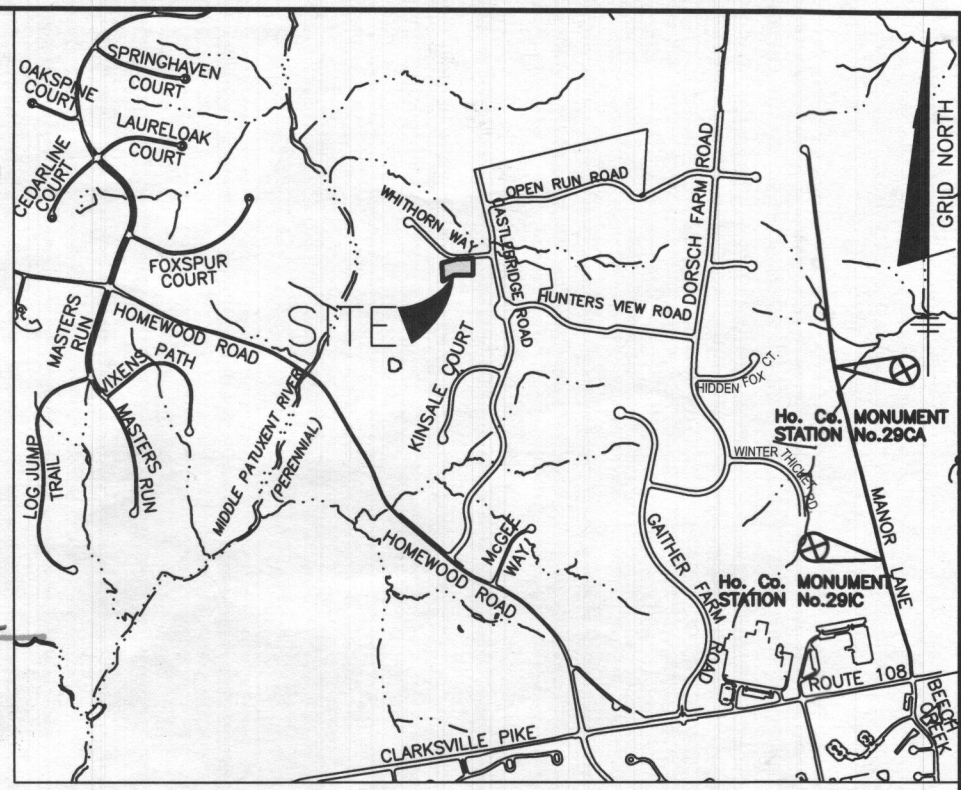 SPRINGHAVEN
COURT
OAKSPINE
COURT
LAURELOAK
COURT
CEDARLINE
COURT
FOXSPUR
COURT
MASTERS
RUN
HOMEWOOD ROAD
VIXENS PATH
MASTERS RUN
LOG JUMP
TRAIL
MIDDLE PATUXENT RIVER
(PERENNIAL)
WHITHORN WAY
SITE
OPEN RUN ROAD
CASTLEBRIDGE ROAD
HUNTERS VIEW ROAD
DORSCH FARM ROAD
KINSALE COURT
HIDDEN FOX CT.
WINTER THICKET RD.
GRID NORTH
Ho. Co. MONUMENT
STATION No.29CA
MANOR LANE
Ho. Co. MONUMENT
STATION No.29IC
HOMEWOOD ROAD
McGEE
WAY
GAITHER FARM ROAD
ROUTE 108
CLARKSVILLE PIKE
BEECH
CREEK